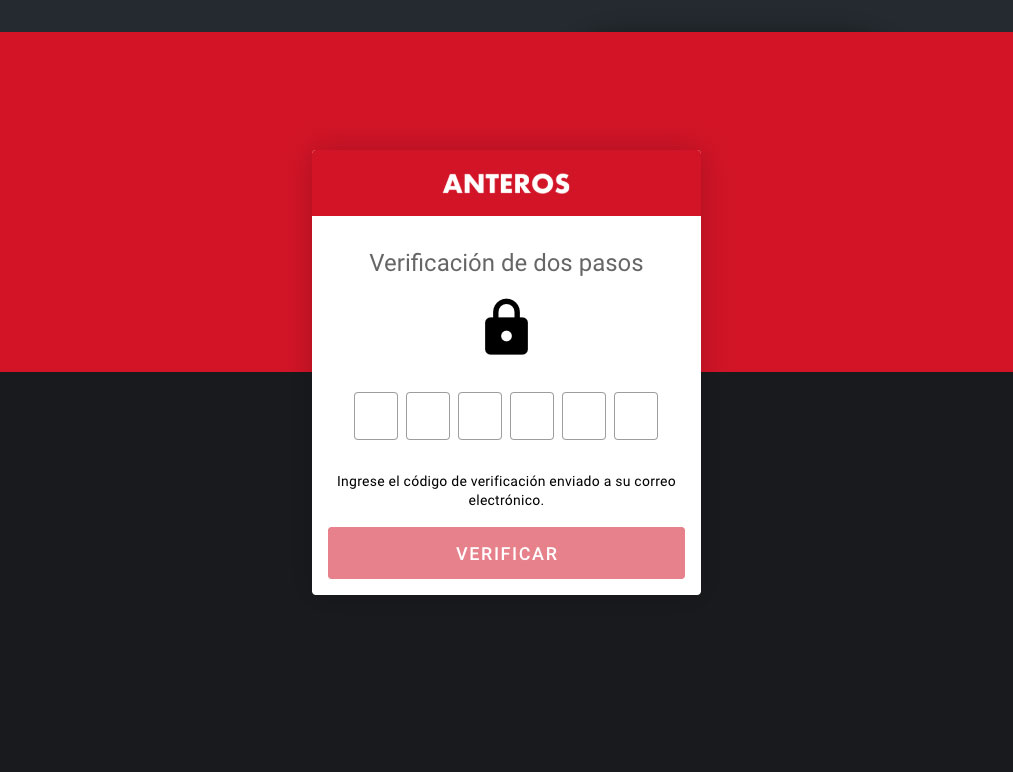 ANTEROS
Verificación de dos pasos
Ingrese el código de verificación enviado a su correo
electrónico.
VERIFICAR